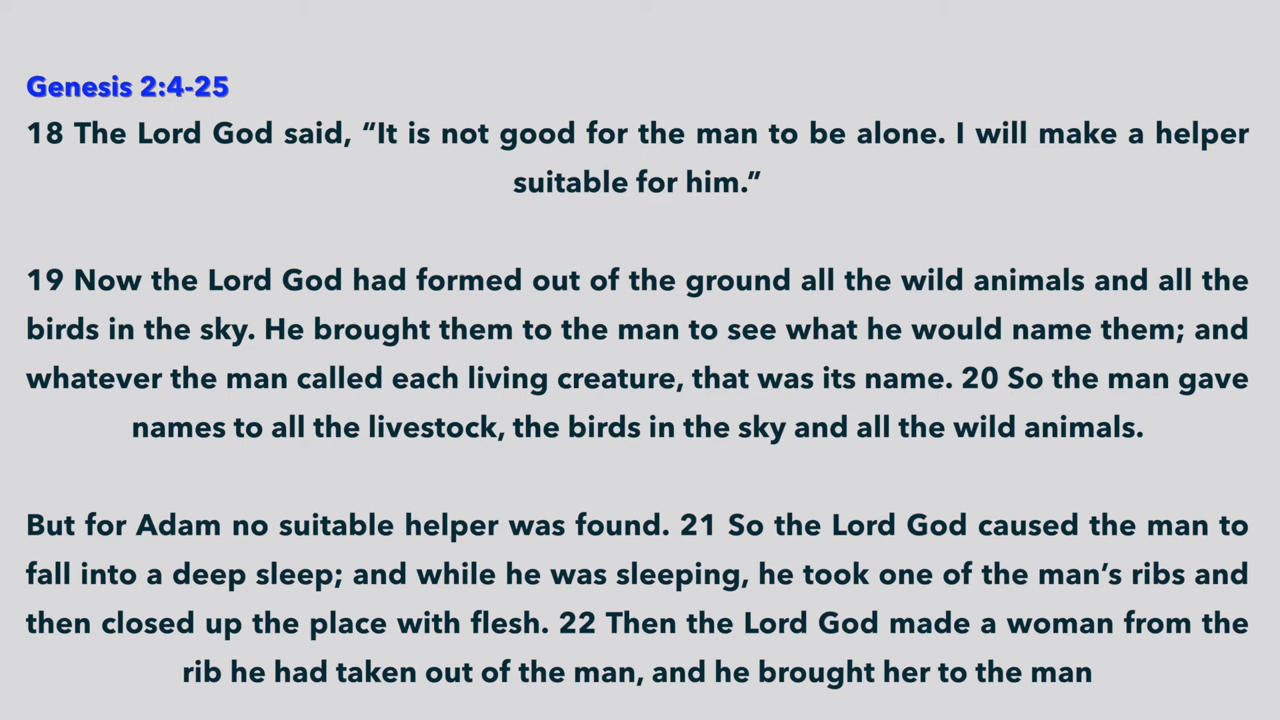 Genesis 2:4-25
18 The Lord God said, “It is not good for the man to be alone. I will make a helper
suitable for him.”
19 Now the Lord God had formed out of the ground all the wild animals and all the
birds in the sky. He brought them to the man to see what he would name them; and
whatever the man called each living creature, that was its name. 20 So the man gave
names to all the livestock, the birds in the sky and all the wild animals.
But for Adam no suitable helper was found. 21 So the Lord God caused the man to
fall into a deep sleep; and while he was sleeping, he took one of the man’s ribs and
then closed up the place with flesh. 22 Then the Lord God made a woman from the
rib he had taken out of the man, and he brought her to the man